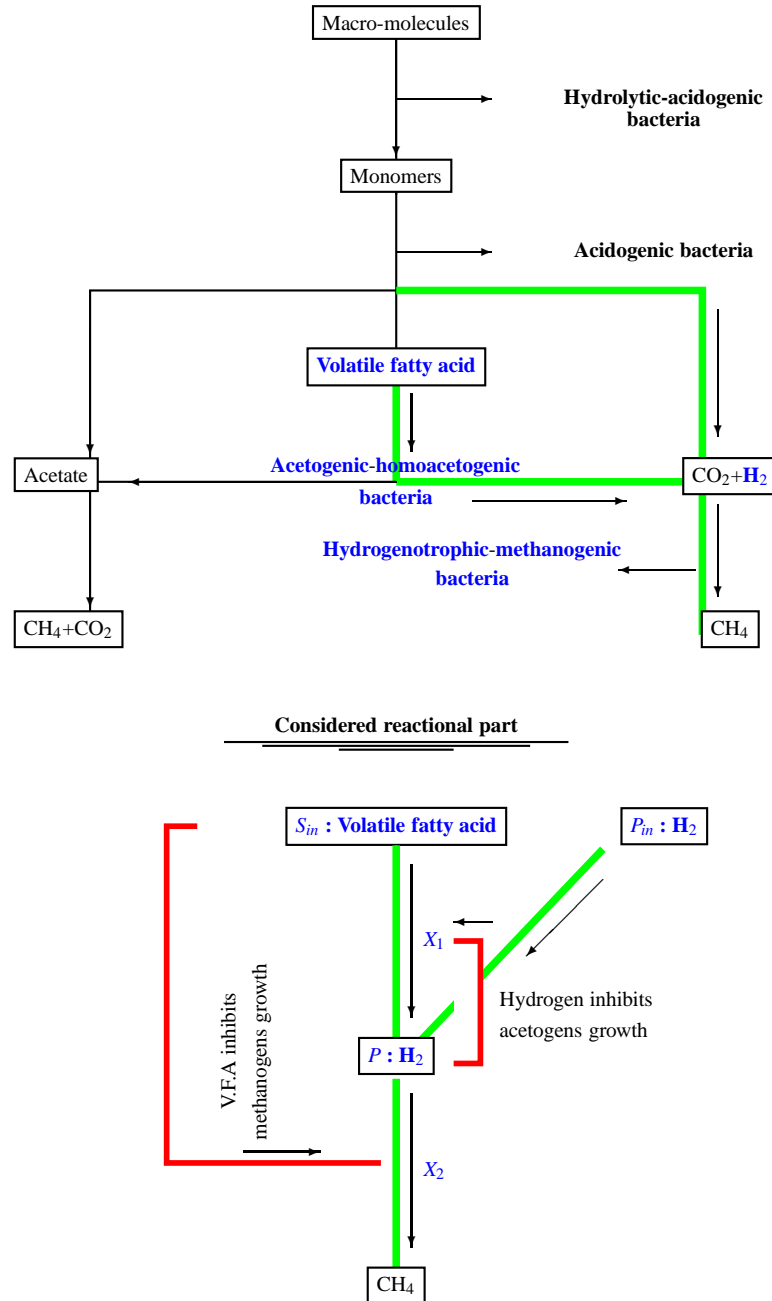 Macro-molecules
Hydrolytic-acidogenic
bacteria
Monomers
Acidogenic bacteria
Volatile fatty acid
Acetate
Acetogenic-homoacetogenic
bacteria
CO₂+H₂
Hydrogenotrophic-methanogenic
bacteria
CH₄+CO₂
CH₄
Considered reactional part
S_in : Volatile fatty acid
P_in : H₂
X₁
Hydrogen inhibits
acetogens growth
P : H₂
V.F.A inhibits
methanogens growth
X₂
CH₄